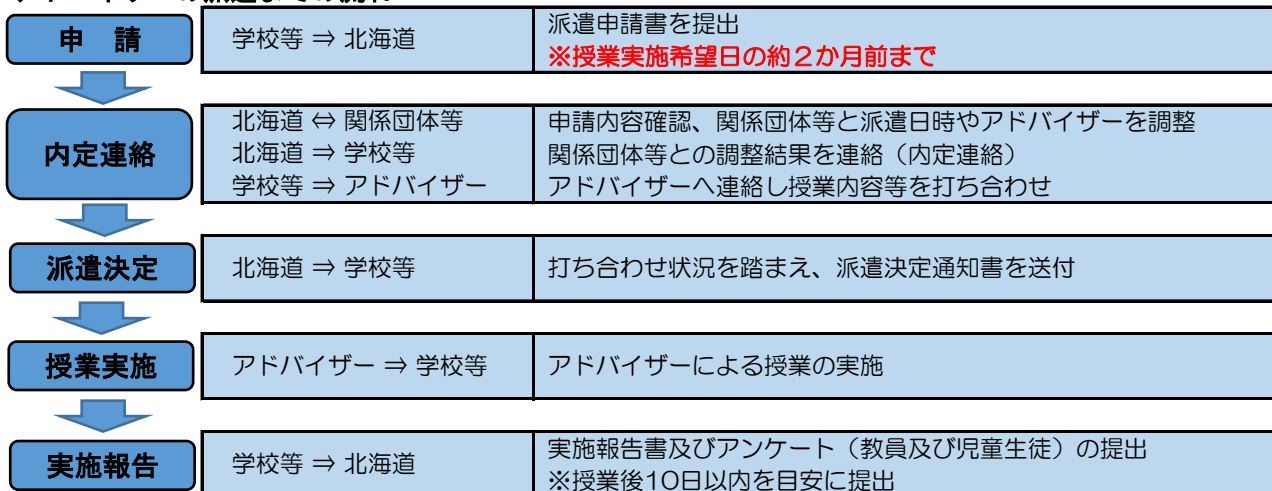 申　請
学校等 ⇒ 北海道
派遣申請書を提出
※授業実施希望日の約２か月前まで
内定連絡
北海道 ⇔ 関係団体等
申請内容確認、関係団体等と派遣日時やアドバイザーを調整
北海道 ⇒ 学校等
関係団体等との調整結果を連絡（内定連絡）
学校等 ⇒ アドバイザー
アドバイザーへ連絡し授業内容等を打ち合わせ
派遣決定
北海道 ⇒ 学校等
打ち合わせ状況を踏まえ、派遣決定通知書を送付
授業実施
アドバイザー ⇒ 学校等
アドバイザーによる授業の実施
実施報告
学校等 ⇒ 北海道
実施報告書及びアンケート（教員及び児童生徒）の提出
※授業後10日以内を目安に提出